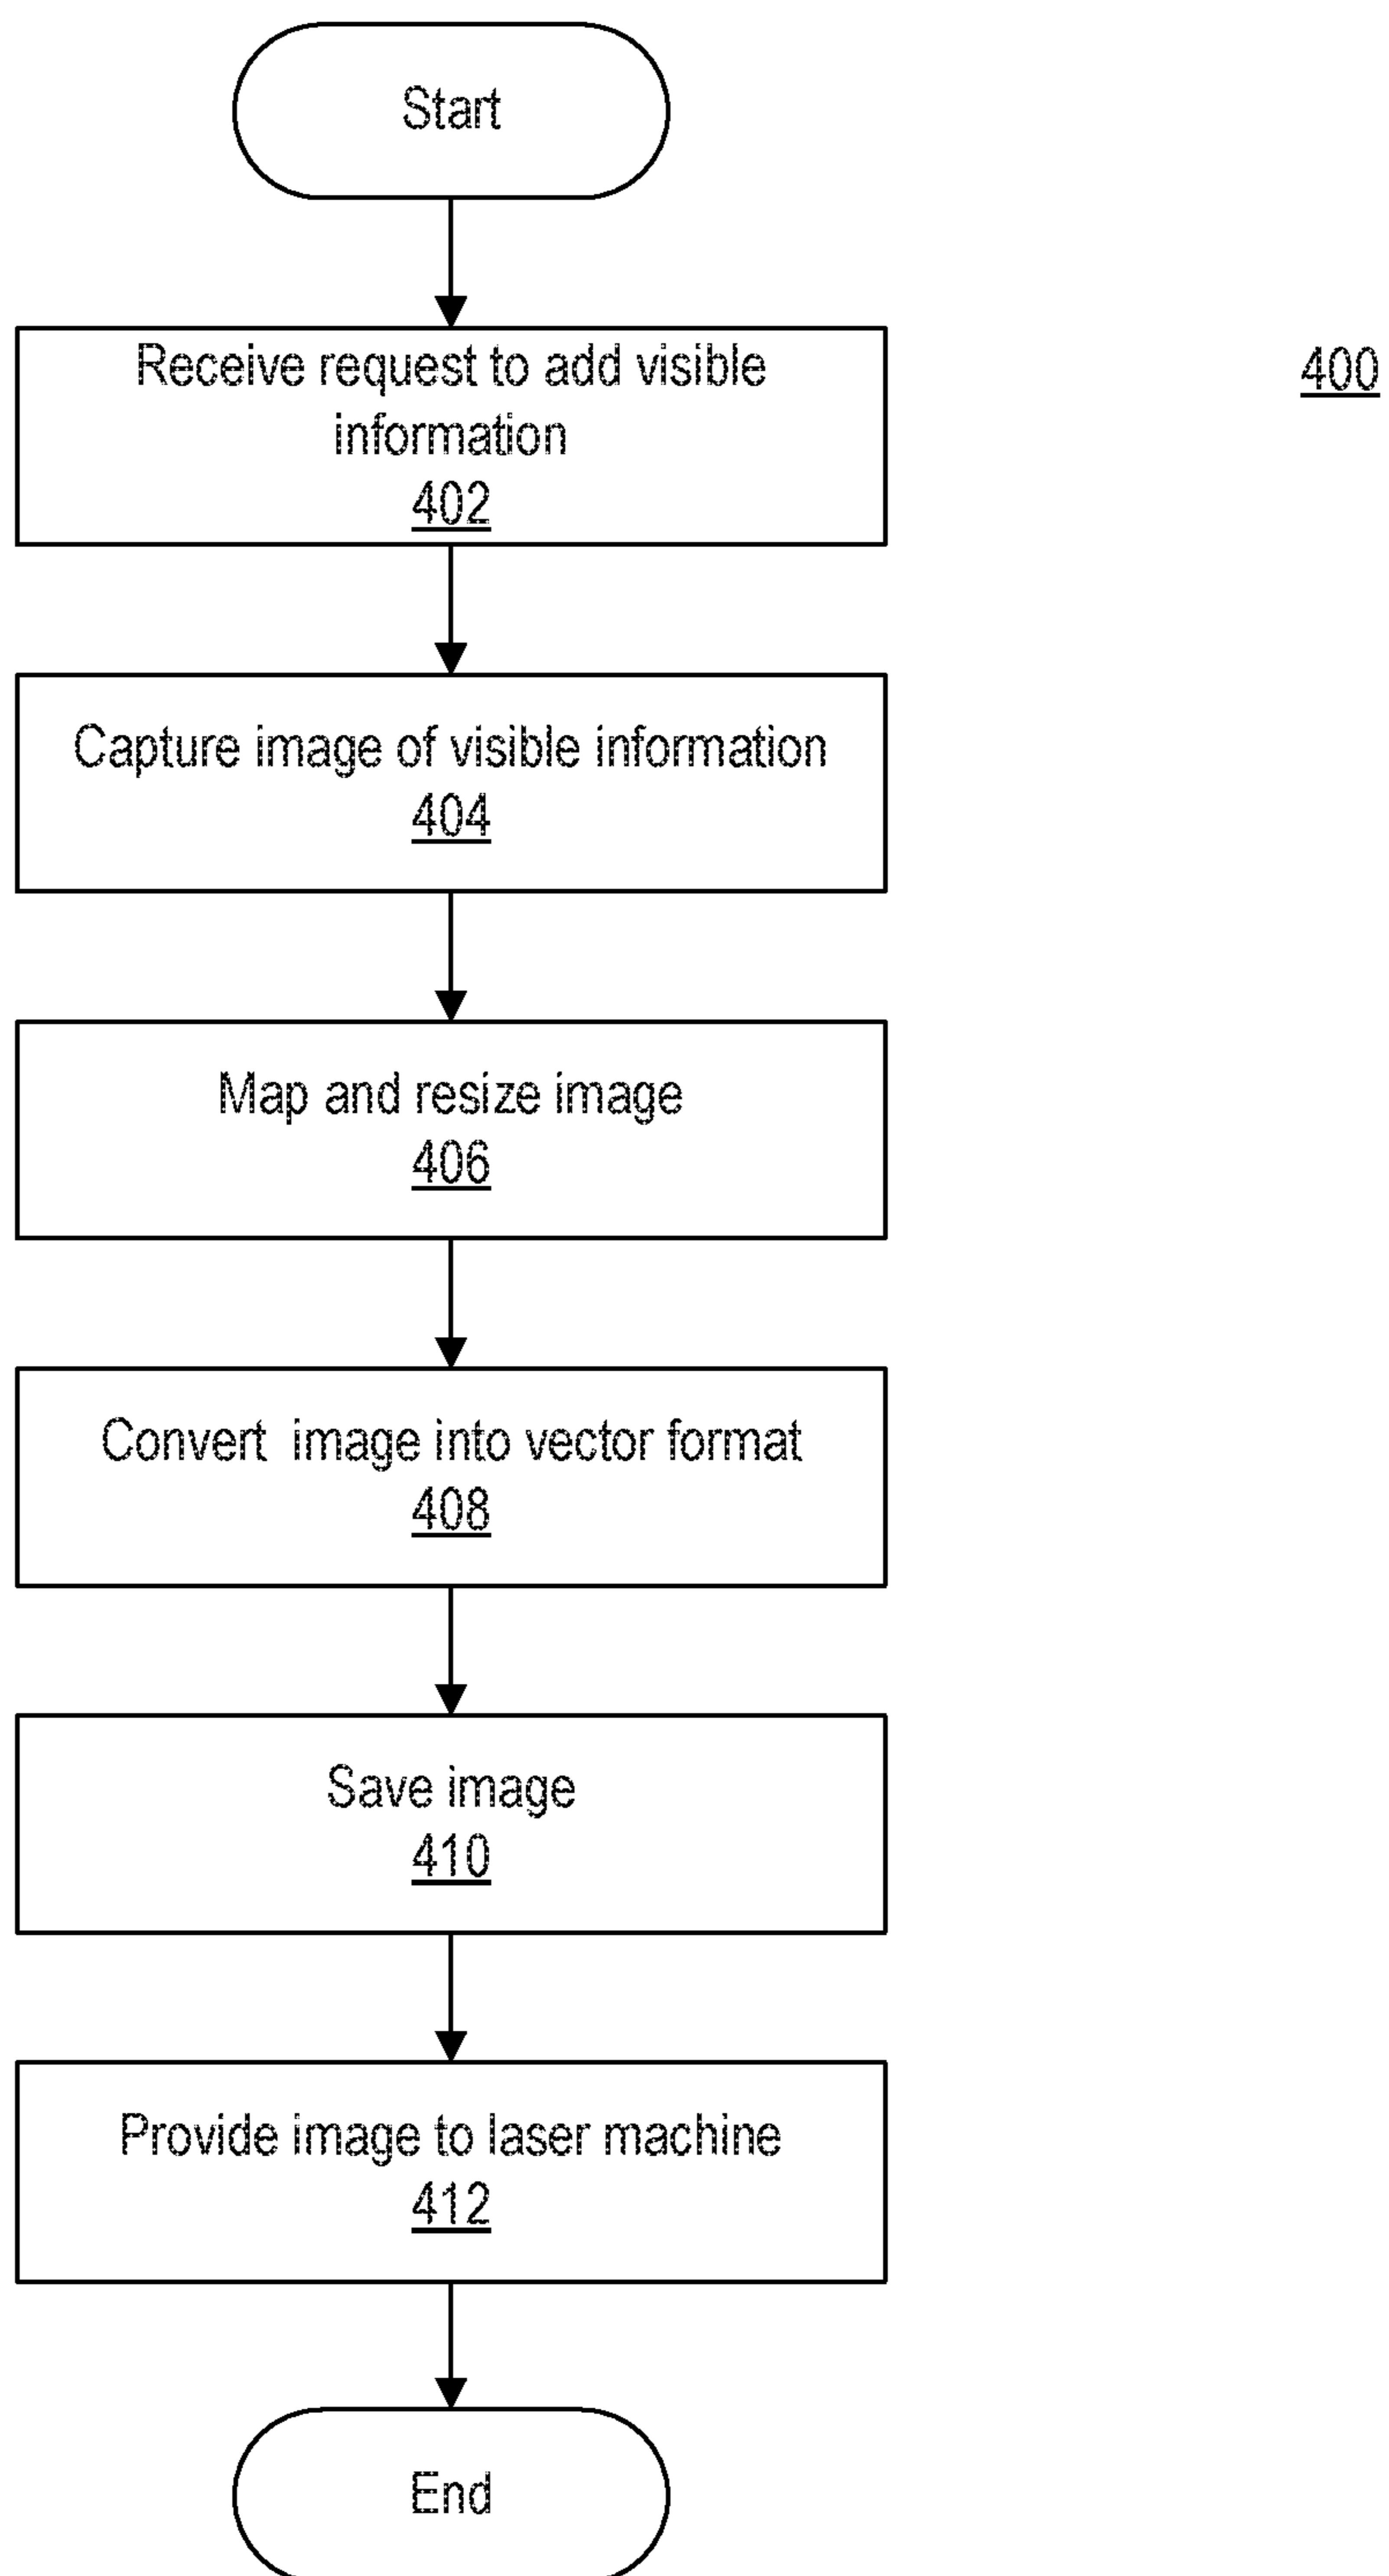 Start
Receive request to add visible
information
402
400
Capture image of visible information
404
Map and resize image
406
Convert  image into vector format
408
Save image
410
Provide image to laser machine
412
End